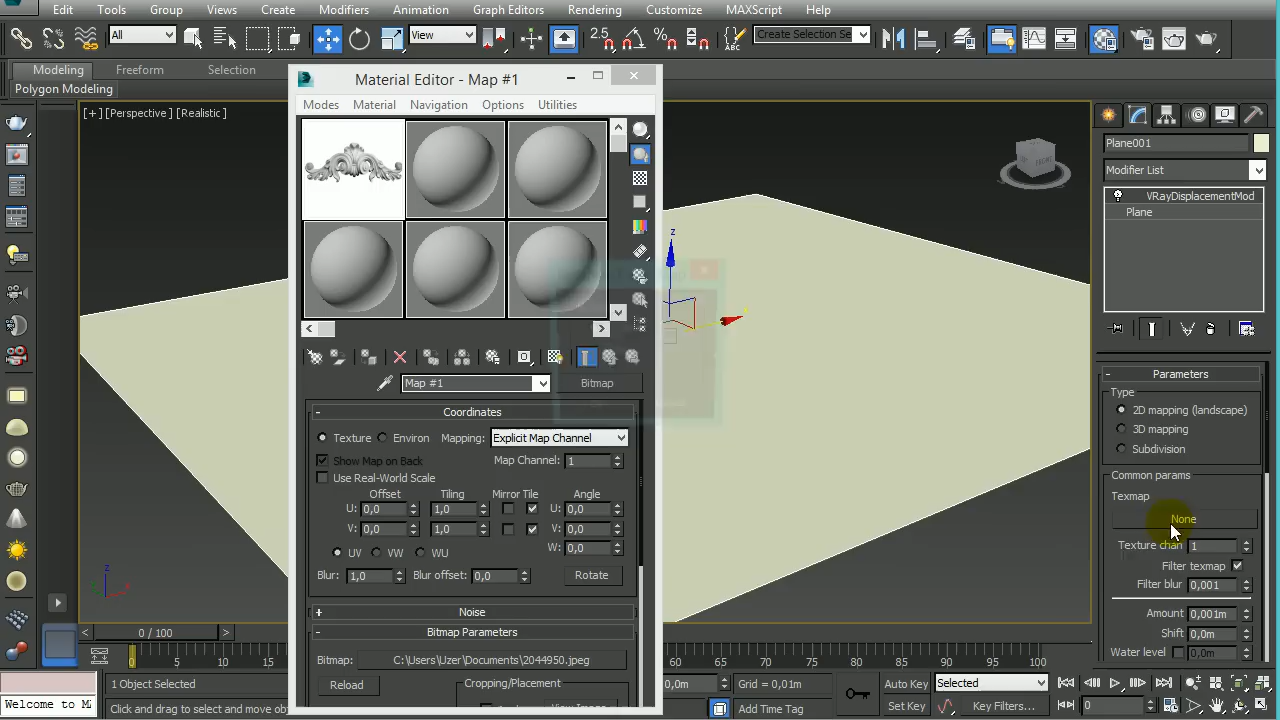 Edit Tools Group Views Create Modifiers Animation Graph Editors Rendering Customize MAXScript Help
All View 2.5 Create Selection Se
Modeling Freeform Selection
Polygon Modeling
Material Editor - Map #1
Modes Material Navigation Options Utilities
[+] [Perspective] [Realistic]
FRONT
z
x
Map #1 Bitmap
- Coordinates
Texture Environ Mapping: Explicit Map Channel
Show Map on Back Map Channel: 1
Use Real-World Scale
Offset Tiling Mirror Tile Angle
U: 0,0 1,0 U: 0,0
V: 0,0 1,0 V: 0,0
UV VW WU W: 0,0
Blur: 1,0 Blur offset: 0,0 Rotate
+ Noise
- Bitmap Parameters
Bitmap: C:\Users\Uzer\Documents\2044950.jpeg
Reload Cropping/Placement
Plane001
Modifier List
VRayDisplacementMod
Plane
- Parameters
Type
2D mapping (landscape)
3D mapping
Subdivision
Common params
Texmap
None
Texture chan 1
Filter texmap
Filter blur 0,001
Amount 0,001m
Shift 0,0m
Water level 0,0m
z
< 0 / 100 >
0 5 10 15 20 25 60 65 70 75 80 85 90 95 100
Welcome to M
1 Object Selected
Click and drag to select and move obj
0,0m Grid = 0,01m
Add Time Tag
Auto Key Selected
Set Key Key Filters...
0